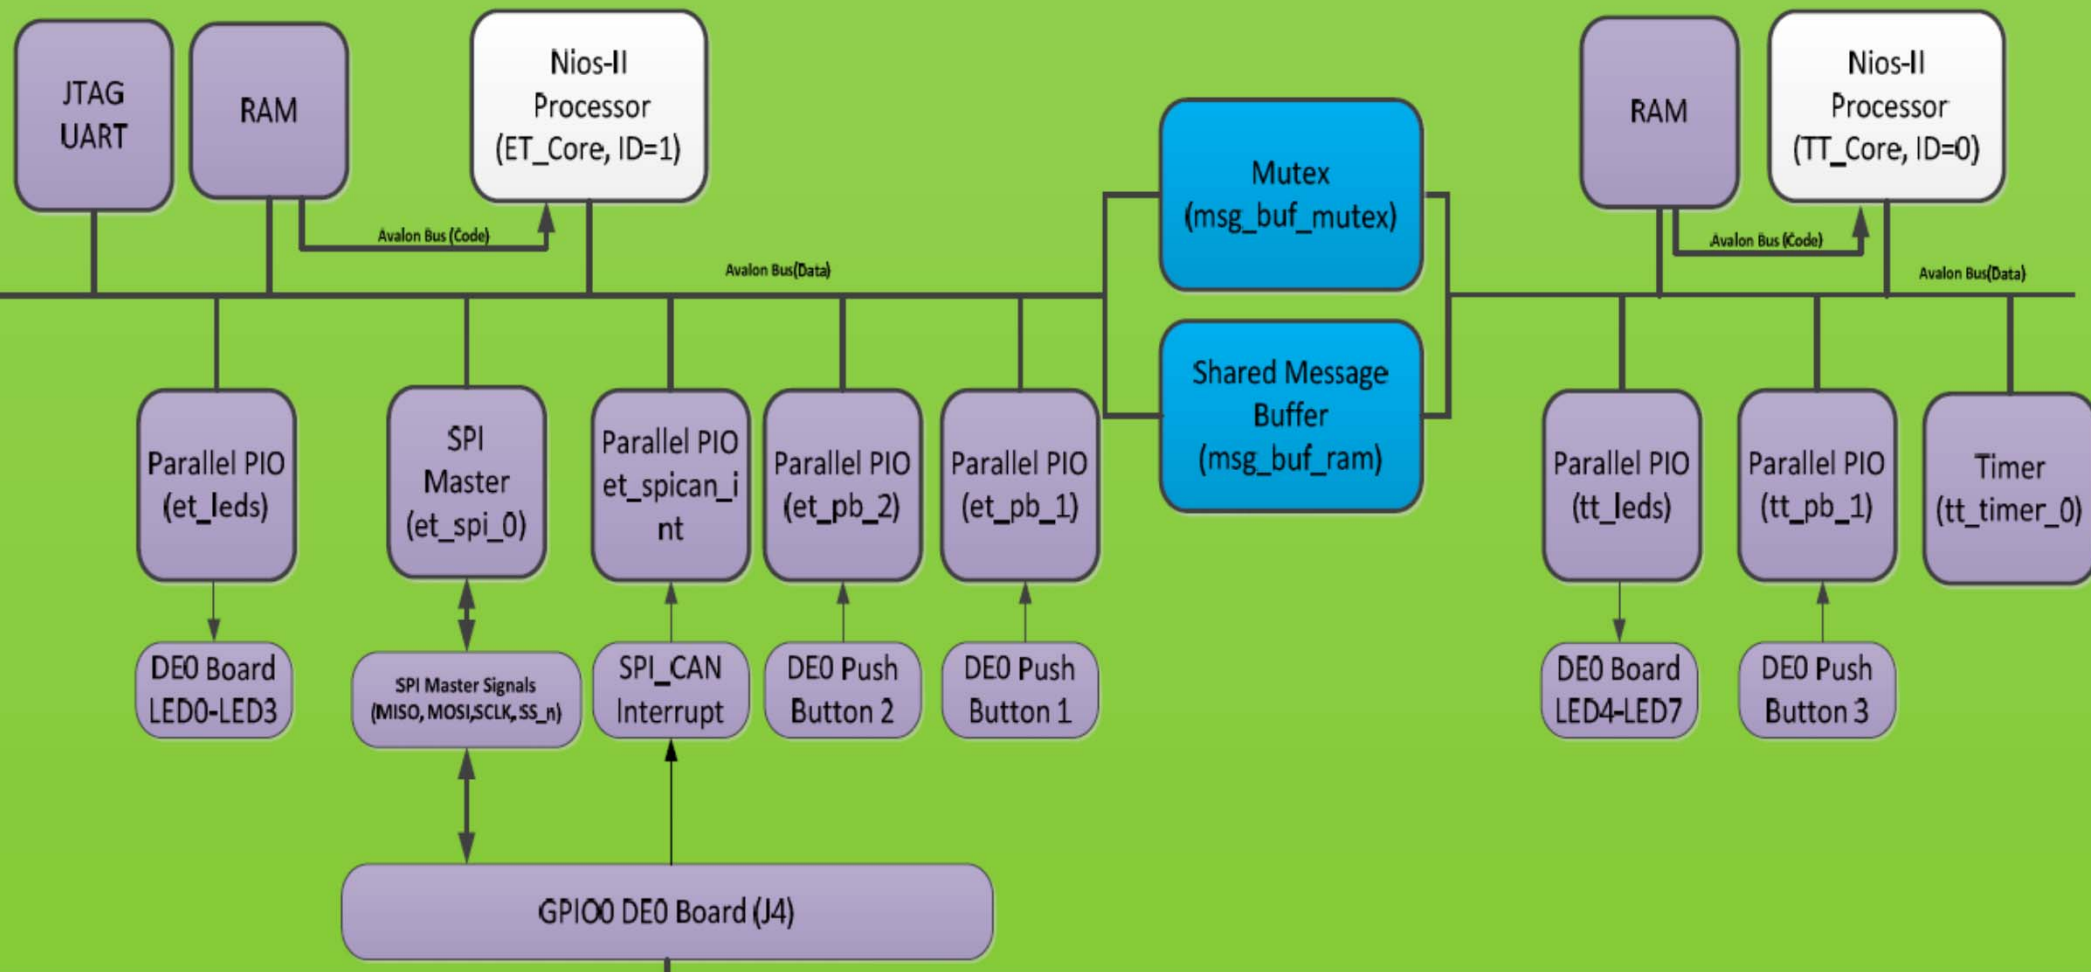 JTAG
UART
RAM
Nios-II
Processor
(ET_Core, ID=1)
Avalon Bus (Code)
Avalon Bus(Data)
Mutex
(msg_buf_mutex)
Shared Message
Buffer
(msg_buf_ram)
RAM
Nios-II
Processor
(TT_Core, ID=0)
Avalon Bus (Code)
Avalon Bus(Data)
Parallel PIO
(et_leds)
SPI
Master
(et_spi_0)
Parallel PIO
et_spican_i
nt
Parallel PIO
(et_pb_2)
Parallel PIO
(et_pb_1)
Parallel PIO
(tt_leds)
Parallel PIO
(tt_pb_1)
Timer
(tt_timer_0)
DE0 Board
LED0-LED3
SPI Master Signals
(MISO, MOSI,SCLK, SS_n)
SPI_CAN
Interrupt
DE0 Push
Button 2
DE0 Push
Button 1
DE0 Board
LED4-LED7
DE0 Push
Button 3
GPIO0 DE0 Board (J4)